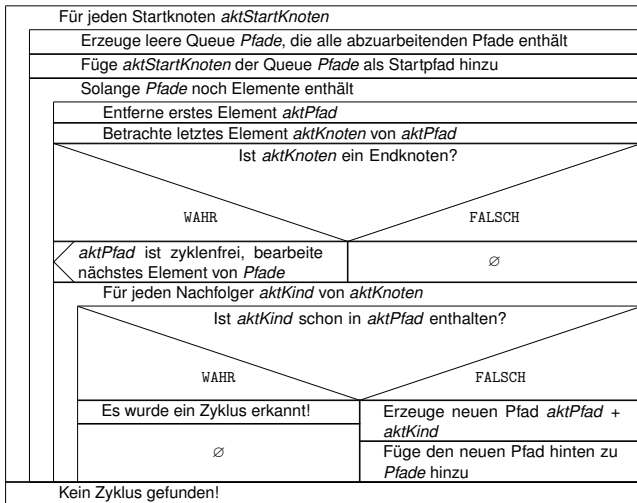 Für jeden Startknoten aktStartKnoten
Erzeuge leere Queue Pfade, die alle abzuarbeitenden Pfade enthält
Füge aktStartKnoten der Queue Pfade als Startpfad hinzu
Solange Pfade noch Elemente enthält
Entferne erstes Element aktPfad
Betrachte letztes Element aktKnoten von aktPfad
Ist aktKnoten ein Endknoten?
WAHR
FALSCH
aktPfad ist zyklenfrei, bearbeite
nächstes Element von Pfade
∅
Für jeden Nachfolger aktKind von aktKnoten
Ist aktKind schon in aktPfad enthalten?
WAHR
FALSCH
Es wurde ein Zyklus erkannt!
∅
Erzeuge neuen Pfad aktPfad +
aktKind
Füge den neuen Pfad hinten zu
Pfade hinzu
Kein Zyklus gefunden!